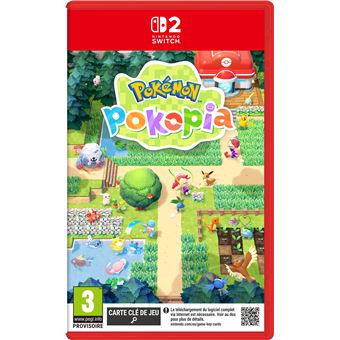 2
NINTENDO
SWITCH™
POKÉMON
pokopia
3
www.pegi.info
PROVISOIRE
CARTE CLÉ DE JEU
Le téléchargement du logiciel complet
via internet est nécessaire. Voir au dos
pour plus de détails.
nintendo.com/eu/game-key-cards